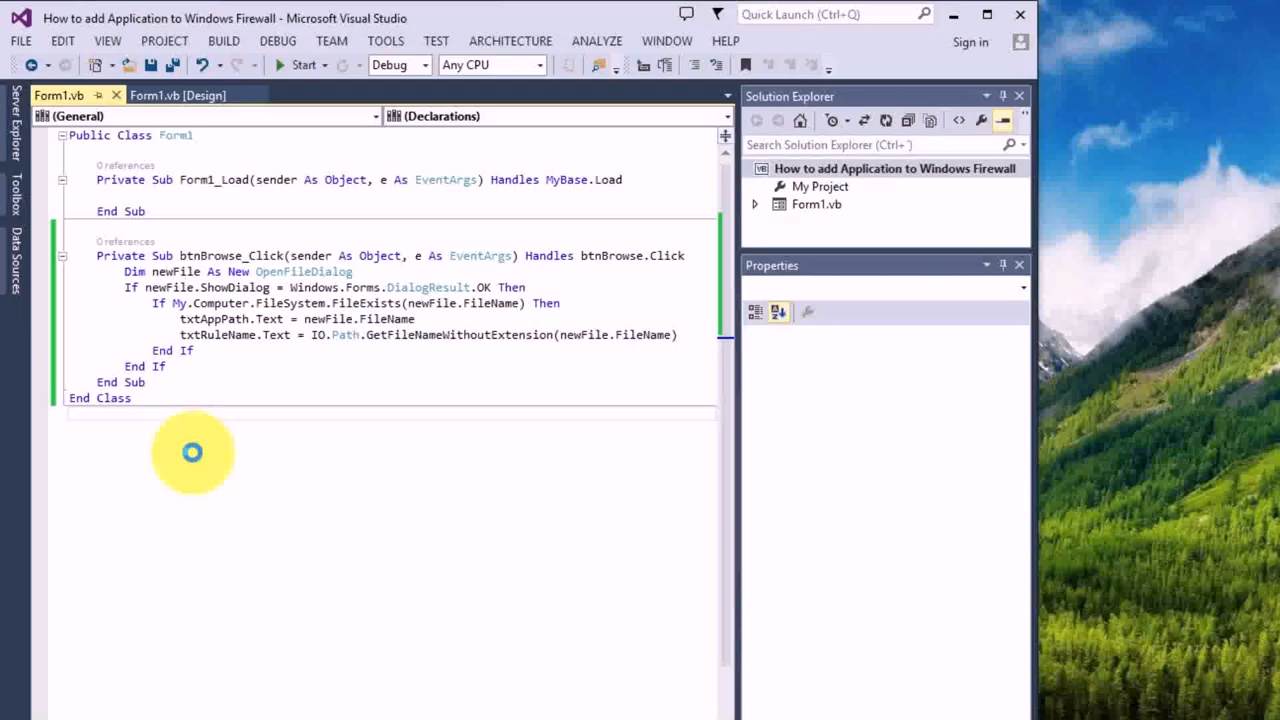 How to add Application to Windows Firewall - Microsoft Visual Studio
Quick Launch (Ctrl+Q)
FILE EDIT VIEW PROJECT BUILD DEBUG TEAM TOOLS TEST ARCHITECTURE ANALYZE WINDOW HELP
Sign in
Start Debug Any CPU
Server Explorer
Toolbox
Data Sources
Form1.vb Form1.vb [Design]
(General) (Declarations)
Public Class Form1
0 references
Private Sub Form1_Load(sender As Object, e As EventArgs) Handles MyBase.Load
End Sub
0 references
Private Sub btnBrowse_Click(sender As Object, e As EventArgs) Handles btnBrowse.Click
Dim newFile As New OpenFileDialog
If newFile.ShowDialog = Windows.Forms.DialogResult.OK Then
If My.Computer.FileSystem.FileExists(newFile.FileName) Then
txtAppPath.Text = newFile.FileName
txtRuleName.Text = IO.Path.GetFileNameWithoutExtension(newFile.FileName)
End If
End If
End Sub
End Class
Solution Explorer
Search Solution Explorer (Ctrl+')
VB How to add Application to Windows Firewall
My Project
Form1.vb
Properties